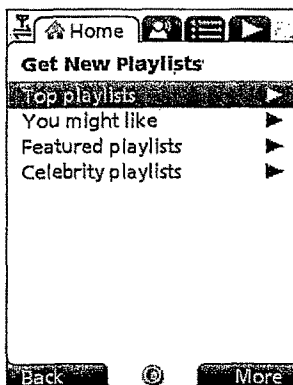 Home
Get New Playlists
Top playlists
You might like
Featured playlists
Celebrity playlists
Back More